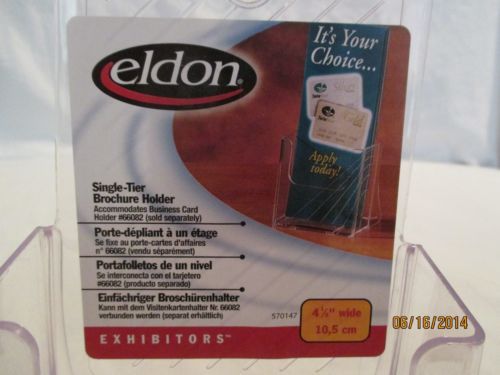 eldon®
It's Your
Choice...
Silver
Gold
Apply
today!
Single-Tier
Brochure Holder
Accommodates Business Card
Holder #66082 (sold separately)
Porte-dépliant à un étage
Se fixe au porte-cartes d'affaires
n° 66082 (vendu séparément)
Portafolletos de un nivel
Se interconecta con el tarjetero
#66082 (producto separado)
Einfächriger Broschürenhalter
Kann mit dem Visitenkartenhalter Nr. 66082
verbunden werden (separat erhältlich)
570147
4⅛" wide
10,5 cm
EXHIBITORS™
06/16/2014